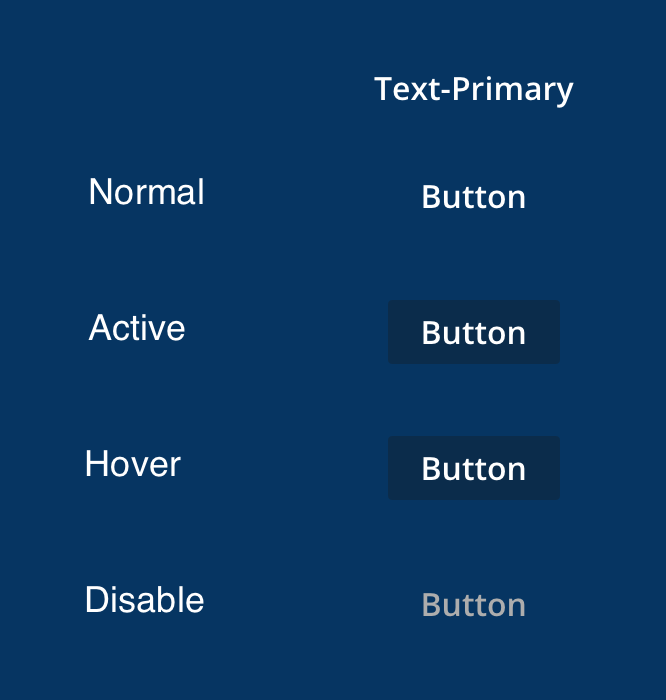 Text-Primary
Normal
Button
Active
Button
Hover
Button
Disable
Button